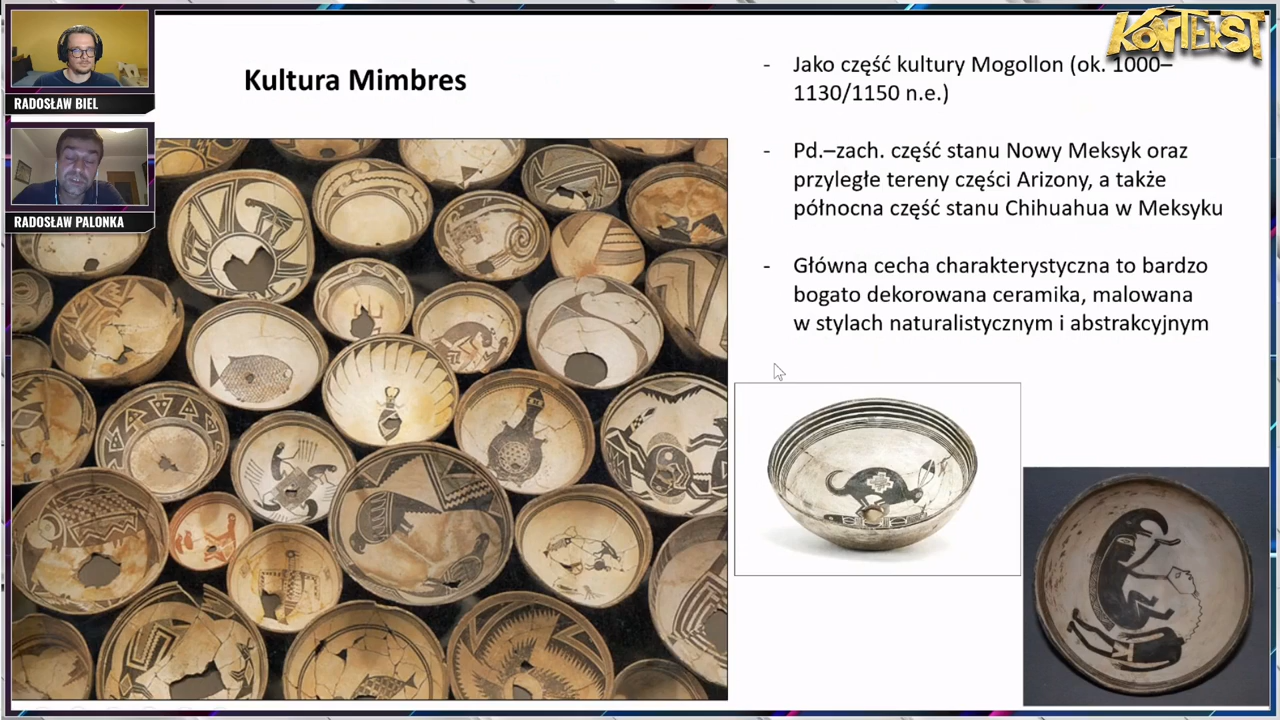 KONTEKST
RADOSŁAW BIEL
RADOSŁAW PALONKA
Kultura Mimbres
- Jako część kultury Mogollon (ok. 1000–
1130/1150 n.e.)
- Pd.–zach. część stanu Nowy Meksyk oraz
przyległe tereny części Arizony, a także
północna część stanu Chihuahua w Meksyku
- Główna cecha charakterystyczna to bardzo
bogato dekorowana ceramika, malowana
w stylach naturalistycznym i abstrakcyjnym